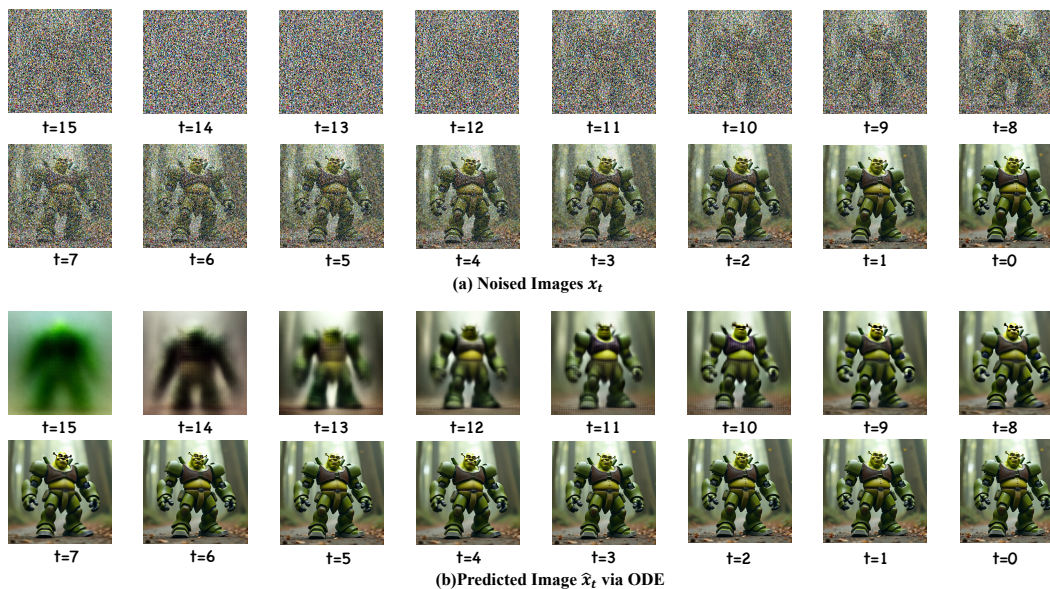 t=15 t=14 t=13 t=12 t=11 t=10 t=9 t=8
t=7 t=6 t=5 t=4 t=3 t=2 t=1 t=0
(a) Noised Images xₜ
t=15 t=14 t=13 t=12 t=11 t=10 t=9 t=8
t=7 t=6 t=5 t=4 t=3 t=2 t=1 t=0
(b)Predicted Image x̂ₜ via ODE